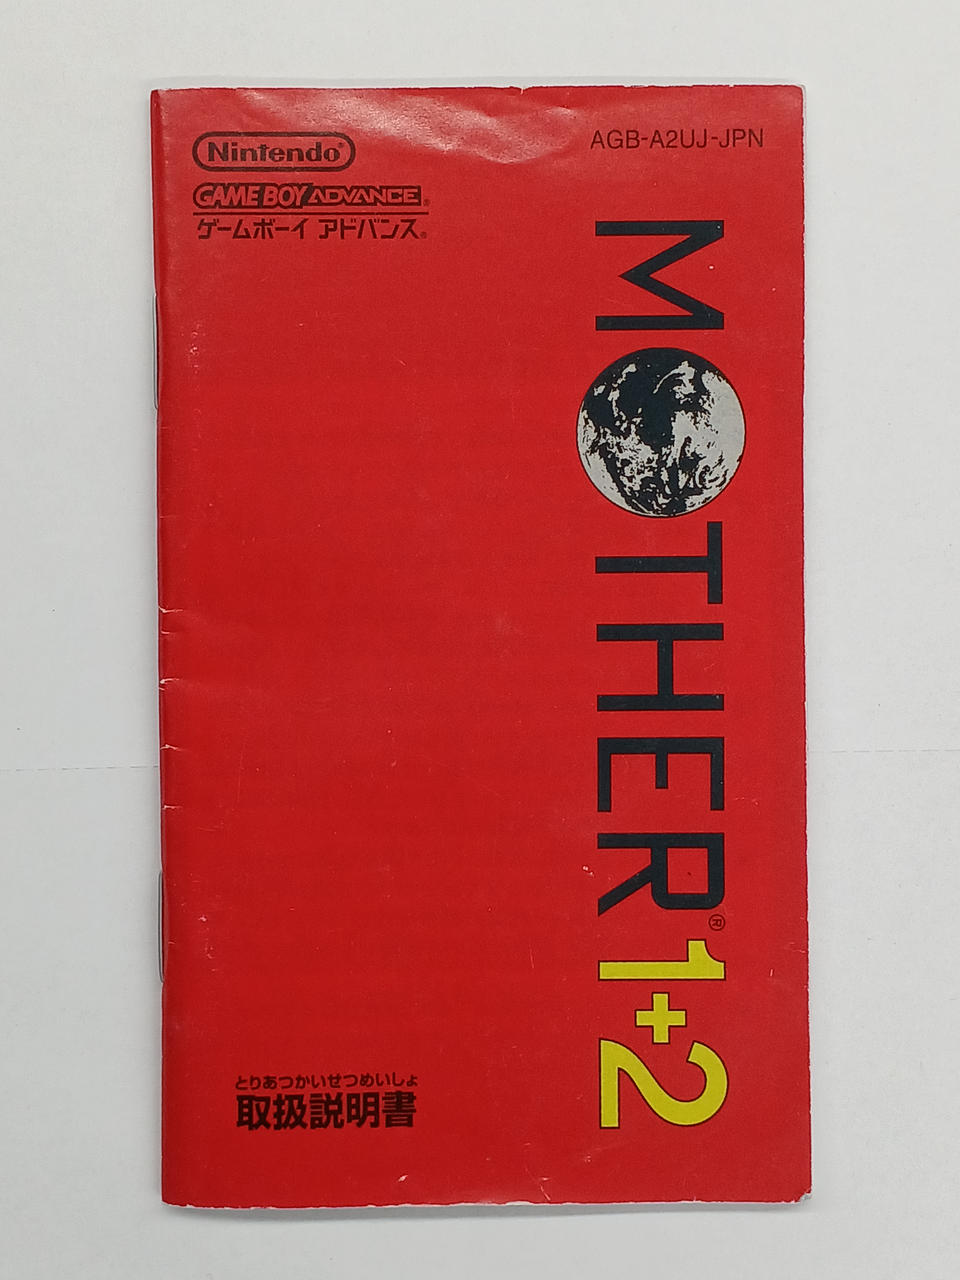 Nintendo®
AGB-A2UJ-JPN
GAME BOY ADVANCE®
ゲームボーイ アドバンス®
MOTHER®1+2
とりあつかいせつめいしょ
取扱説明書